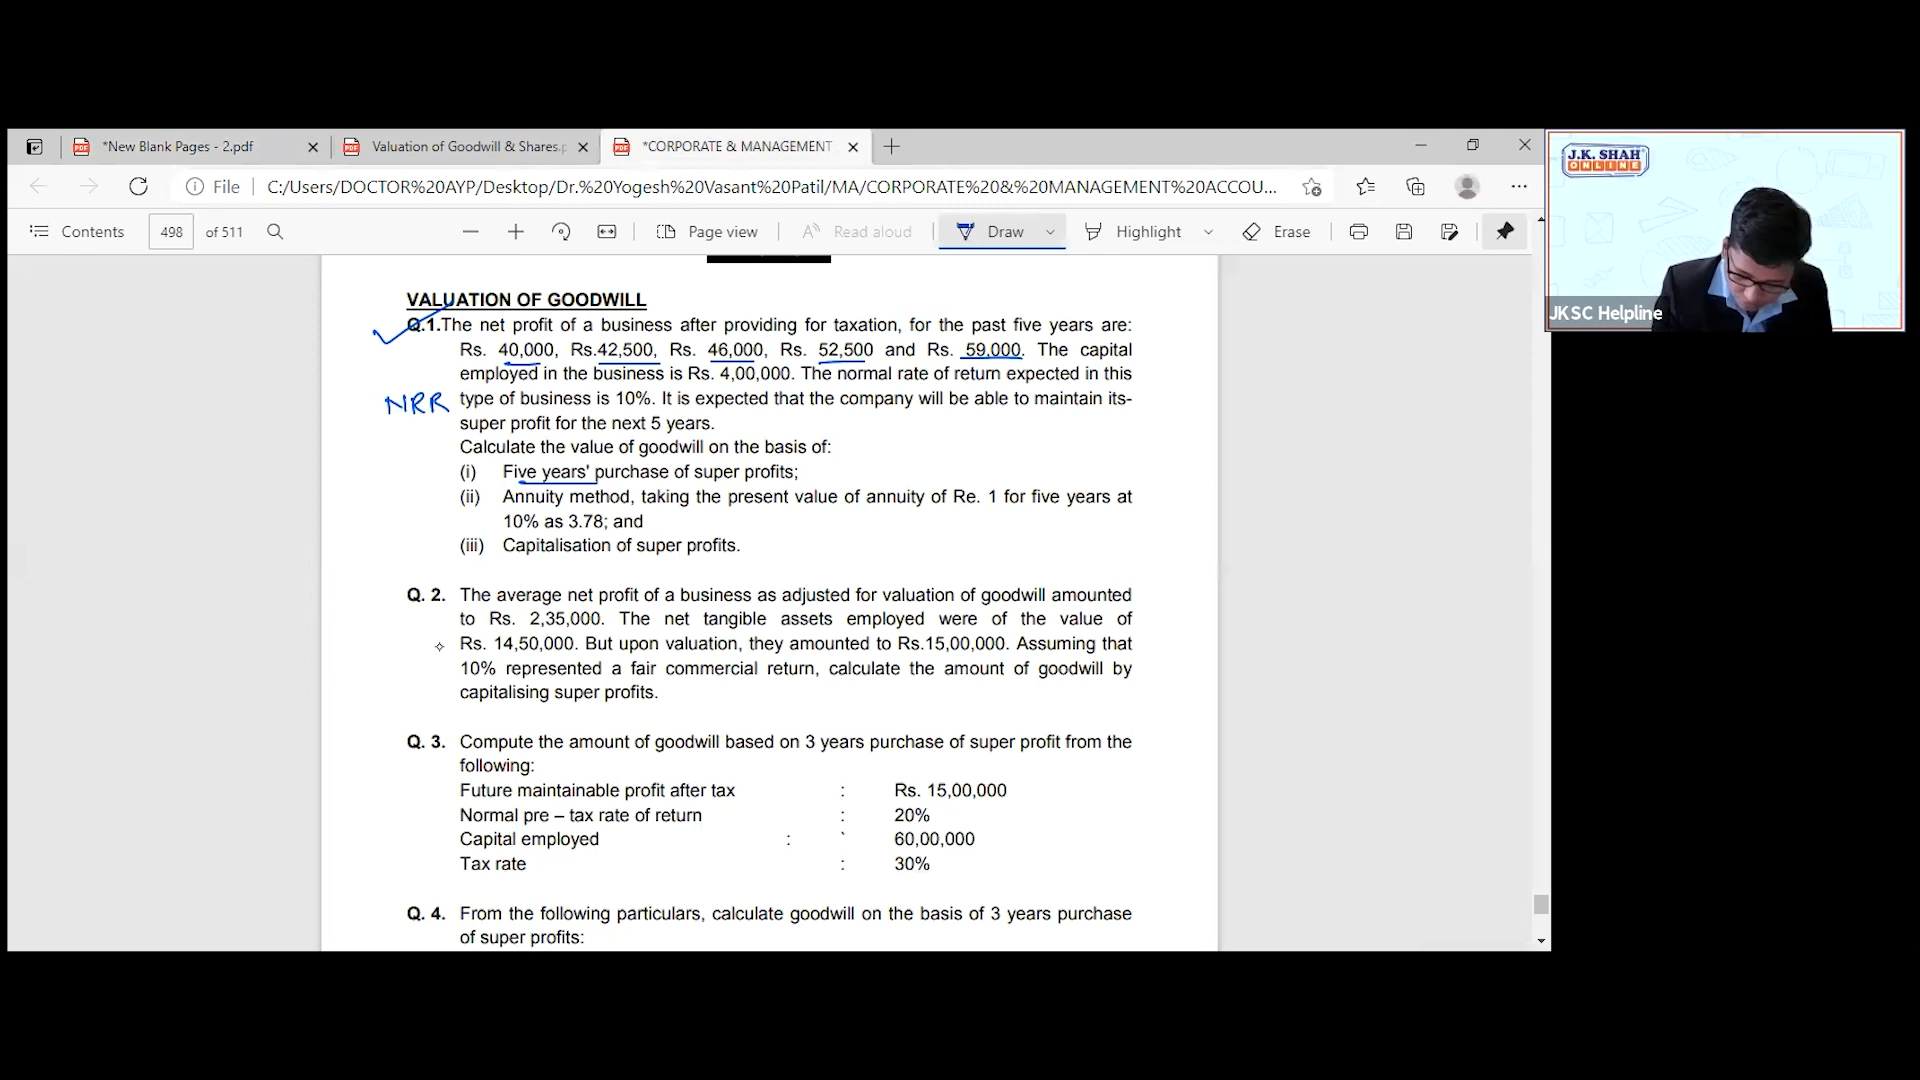 *New Blank Pages - 2.pdf
Valuation of Goodwill & Shares.p
*CORPORATE & MANAGEMENT
File
C:/Users/DOCTOR%20AYP/Desktop/Dr.%20Yogesh%20Vasant%20Patil/MA/CORPORATE%20&%20MANAGEMENT%20ACCOU...
Contents
498 of 511
Page view
Read aloud
Draw
Highlight
Erase
J.K. SHAH
ONLINE
JKSC Helpline
VALUATION OF GOODWILL
Q.1.The net profit of a business after providing for taxation, for the past five years are:
Rs. 40,000, Rs.42,500, Rs. 46,000, Rs. 52,500 and Rs. 59,000. The capital
employed in the business is Rs. 4,00,000. The normal rate of return expected in this
NRR
type of business is 10%. It is expected that the company will be able to maintain its-
super profit for the next 5 years.
Calculate the value of goodwill on the basis of:
(i) Five years' purchase of super profits;
(ii) Annuity method, taking the present value of annuity of Re. 1 for five years at
10% as 3.78; and
(iii) Capitalisation of super profits.
Q. 2. The average net profit of a business as adjusted for valuation of goodwill amounted
to Rs. 2,35,000. The net tangible assets employed were of the value of
Rs. 14,50,000. But upon valuation, they amounted to Rs.15,00,000. Assuming that
10% represented a fair commercial return, calculate the amount of goodwill by
capitalising super profits.
Q. 3. Compute the amount of goodwill based on 3 years purchase of super profit from the
following:
Future maintainable profit after tax : Rs. 15,00,000
Normal pre – tax rate of return : 20%
Capital employed : ` 60,00,000
Tax rate : 30%
Q. 4. From the following particulars, calculate goodwill on the basis of 3 years purchase
of super profits: